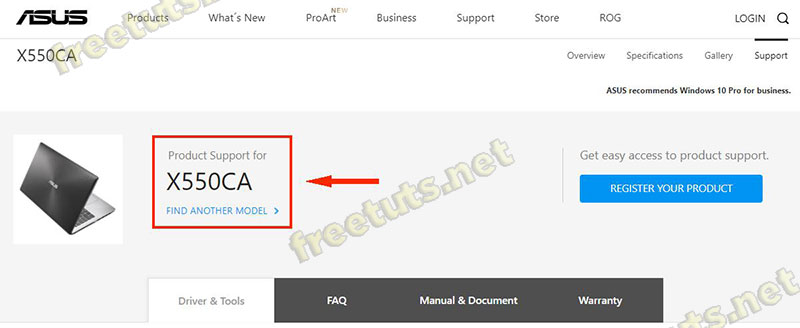 ASUS Products What's New ProArt NEW Business Support Store ROG LOGIN
X550CA Overview Specifications Gallery Support
ASUS recommends Windows 10 Pro for business.
Product Support for
X550CA
FIND ANOTHER MODEL >
Get easy access to product support.
REGISTER YOUR PRODUCT
Driver & Tools FAQ Manual & Document Warranty
freetuts.net
freetuts.net
freetuts.net
freetuts.net